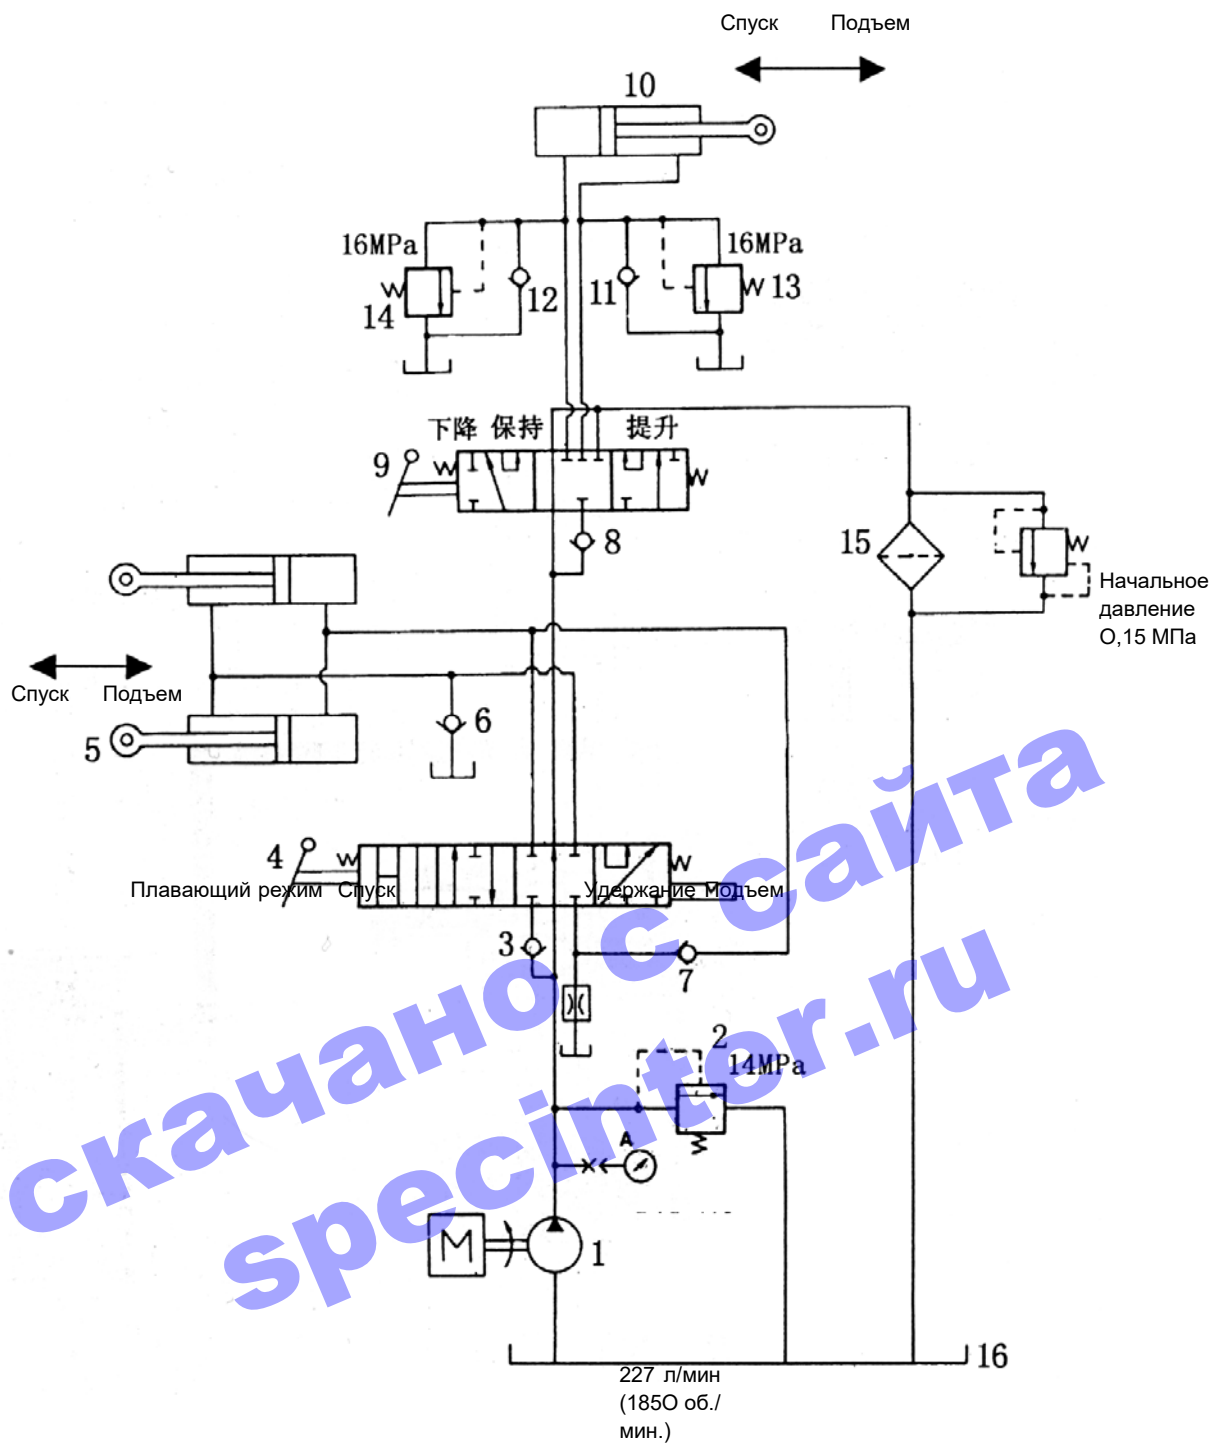 Спуск Подъем
10
16MPa 16MPa
12 11 13
14
下降 保持 提升
9
8
15
Начальное
давление
О,15 МПа
Спуск Подъем
6
5
4
Плавающий режим Спуск Удержание Подъем
3
7
2
14MPa
A
M
1
16
227 л/мин
(185О об./
мин.)
скачано с сайта
specinter.ru